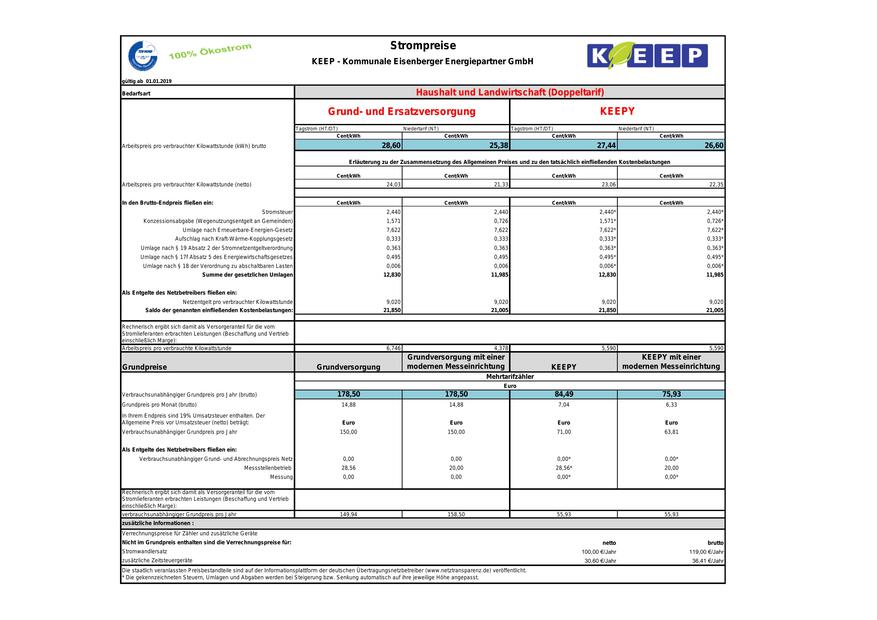 Strompreise
KEEP - Kommunale Eisenberger Energiepartner GmbH
100% Ökostrom
KEEP
gültig ab 01.01.2019
Bedarfsart Haushalt und Landwirtschaft (Doppeltarif)
Grund- und Ersatzversorgung KEEPY
Tagstrom (HT/DT) Niedertarif (NT) Tagstrom (HT/DT) Niedertarif (NT)
Cent/kWh Cent/kWh Cent/kWh Cent/kWh
Arbeitspreis pro verbrauchter Kilowattstunde (kWh) brutto 28,60 25,38 27,44 26,60
Erläuterung zu der Zusammensetzung des Allgemeinen Preises und zu den tatsächlich einfließenden Kostenbelastungen
Cent/kWh Cent/kWh Cent/kWh Cent/kWh
Arbeitspreis pro verbrauchter Kilowattstunde (netto) 24,03 21,33 23,06 22,35
In den Brutto-Endpreis fließen ein: Cent/kWh Cent/kWh Cent/kWh Cent/kWh
Stromsteuer 2,440 2,440 2,440* 2,440*
Konzessionsabgabe (Wegenutzungsentgelt an Gemeinden) 1,571 0,726 1,571* 0,726*
Umlage nach Erneuerbare-Energien-Gesetz 7,622 7,622 7,622* 7,622*
Aufschlag nach Kraft-Wärme-Kopplungsgesetz 0,333 0,333 0,333* 0,333*
Umlage nach § 19 Absatz 2 der Stromnetzentgeltverordnung 0,363 0,363 0,363* 0,363*
Umlage nach § 17f Absatz 5 des Energiewirtschaftsgesetzes 0,495 0,495 0,495* 0,495*
Umlage nach § 18 der Verordnung zu abschaltbaren Lasten 0,006 0,006 0,006* 0,006*
Summe der gesetzlichen Umlagen 12,830 11,985 12,830 11,985
Als Entgelte des Netzbetreibers fließen ein:
Netzentgelt pro verbrauchter Kilowattstunde 9,020 9,020 9,020 9,020
Saldo der genannten einfließenden Kostenbelastungen: 21,850 21,005 21,850 21,005
Rechnerisch ergibt sich damit als Versorgeranteil für die vom
Stromlieferanten erbrachten Leistungen (Beschaffung und Vertrieb
einschließlich Marge):
Arbeitspreis pro verbrauchte Kilowattstunde 6,746 4,378 5,590 5,590
Grundpreise Grundversorgung Grundversorgung mit einer modernen Messeinrichtung KEEPY KEEPY mit einer modernen Messeinrichtung
Mehrtarifzähler
Euro
Verbrauchsunabhängiger Grundpreis pro Jahr (brutto) 178,50 178,50 84,49 75,93
Grundpreis pro Monat (brutto) 14,88 14,88 7,04 6,33
In Ihrem Endpreis sind 19% Umsatzsteuer enthalten. Der
Allgemeine Preis vor Umsatzsteuer (netto) beträgt: Euro Euro Euro Euro
Verbrauchsunabhängiger Grundpreis pro Jahr 150,00 150,00 71,00 63,81
Als Entgelte des Netzbetreibers fließen ein:
Verbrauchsunabhängiger Grund- und Abrechnungspreis Netz 0,00 0,00 0,00* 0,00*
Messstellenbetrieb 28,56 20,00 28,56* 20,00
Messung 0,00 0,00 0,00* 0,00*
Rechnerisch ergibt sich damit als Versorgeranteil für die vom
Stromlieferanten erbrachten Leistungen (Beschaffung und Vertrieb
einschließlich Marge):
verbrauchsunabhängiger Grundpreis pro Jahr 149,94 158,50 55,93 55,93
zusätzliche Informationen :
Verrechnungspreise für Zähler und zusätzliche Geräte
Nicht im Grundpreis enthalten sind die Verrechnungspreise für: netto brutto
Stromwandlersatz 100,00 €/Jahr 119,00 €/Jahr
zusätzliche Zeitsteuergeräte 30,60 €/Jahr 36,41 €/Jahr
Die staatlich veranlassten Preisbestandteile sind auf der Informationsplattform der deutschen Übertragungsnetzbetreiber (www.netztransparenz.de) veröffentlicht.
* Die gekennzeichneten Steuern, Umlagen und Abgaben werden bei Steigerung bzw. Senkung automatisch auf ihre jeweilige Höhe angepasst.